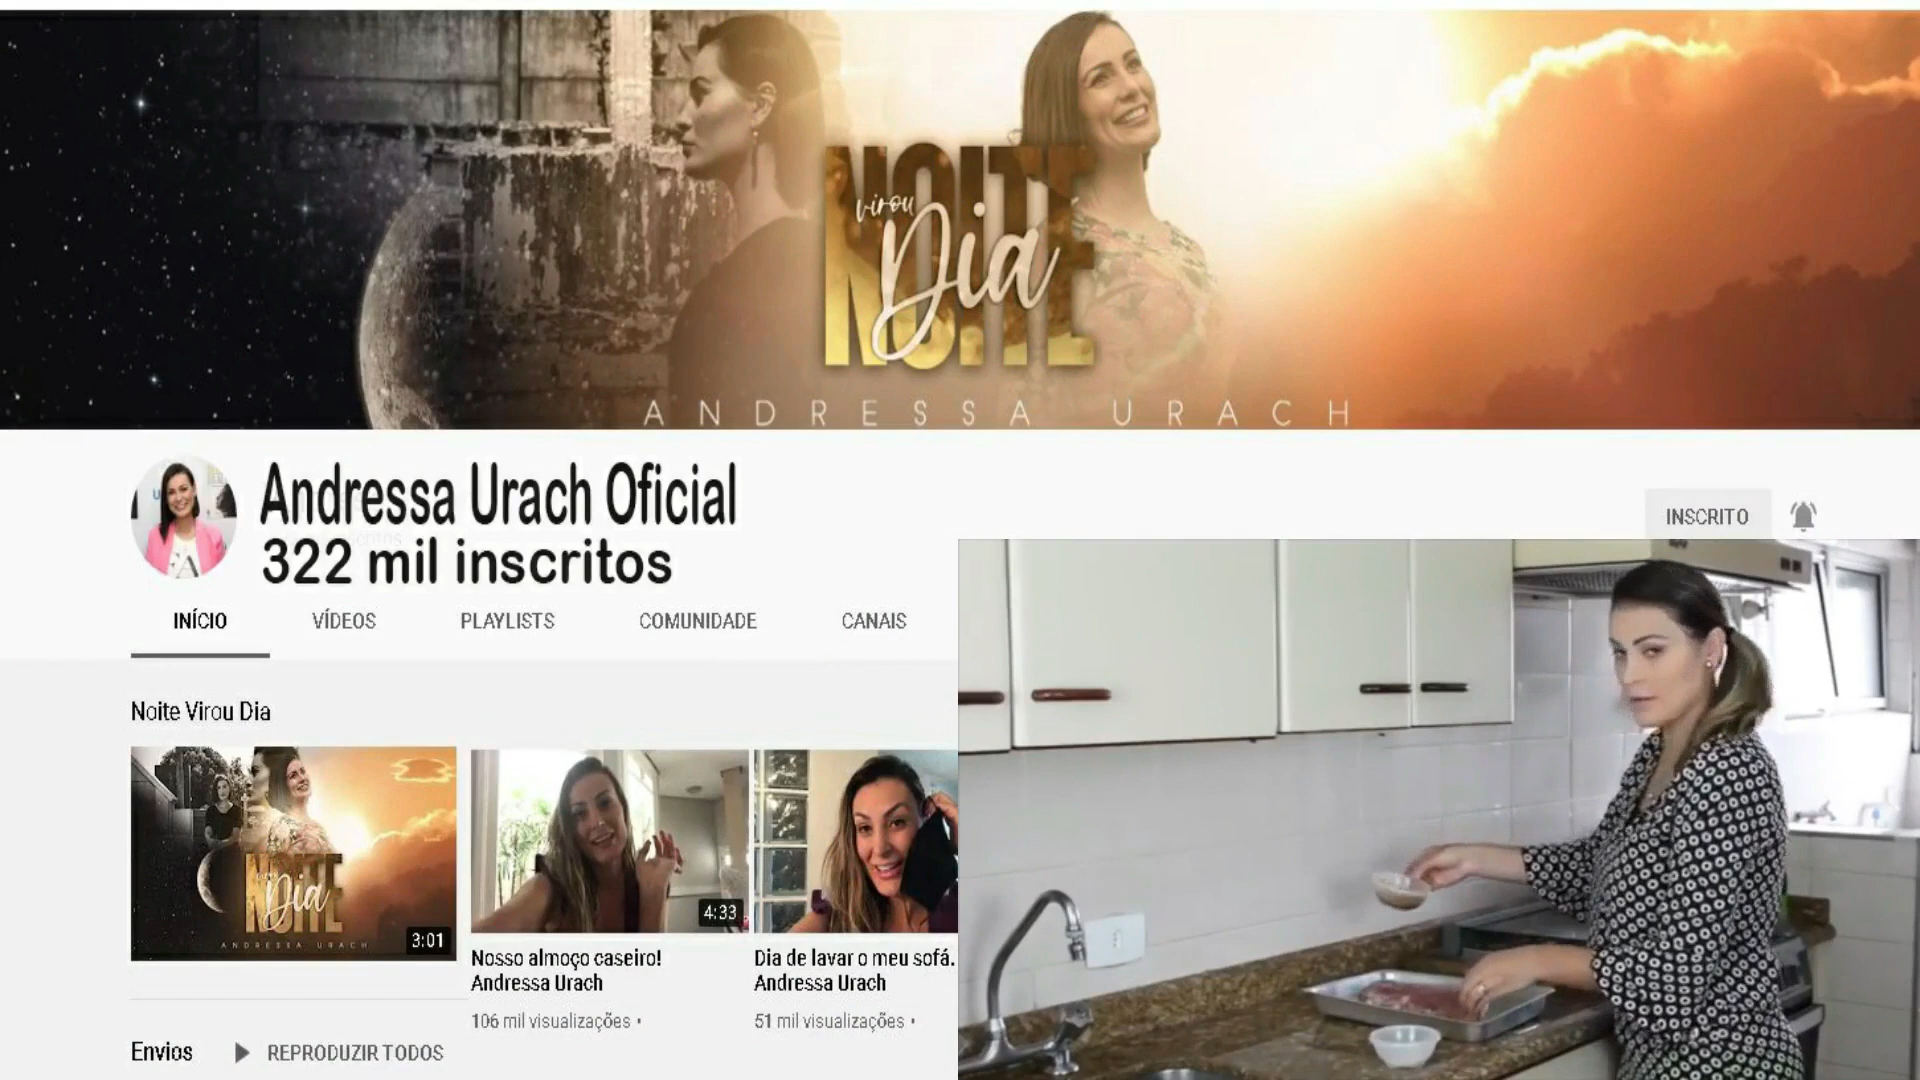 NOITE
virou
Dia
ANDRESSA URACH
Andressa Urach Oficial
322 mil inscritos
INSCRITO
INÍCIO
VÍDEOS
PLAYLISTS
COMUNIDADE
CANAIS
Noite Virou Dia
NOITE
Dia
ANDRESSA URACH
3:01
4:33
Nosso almoço caseiro!
Andressa Urach
106 mil visualizações •
Dia de lavar o meu sofá.
Andressa Urach
51 mil visualizações •
Envios
REPRODUZIR TODOS